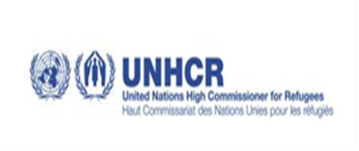 UNHCR
United Nations High Commissioner for Refugees
Haut Commissariat des Nations Unies pour les réfugiés